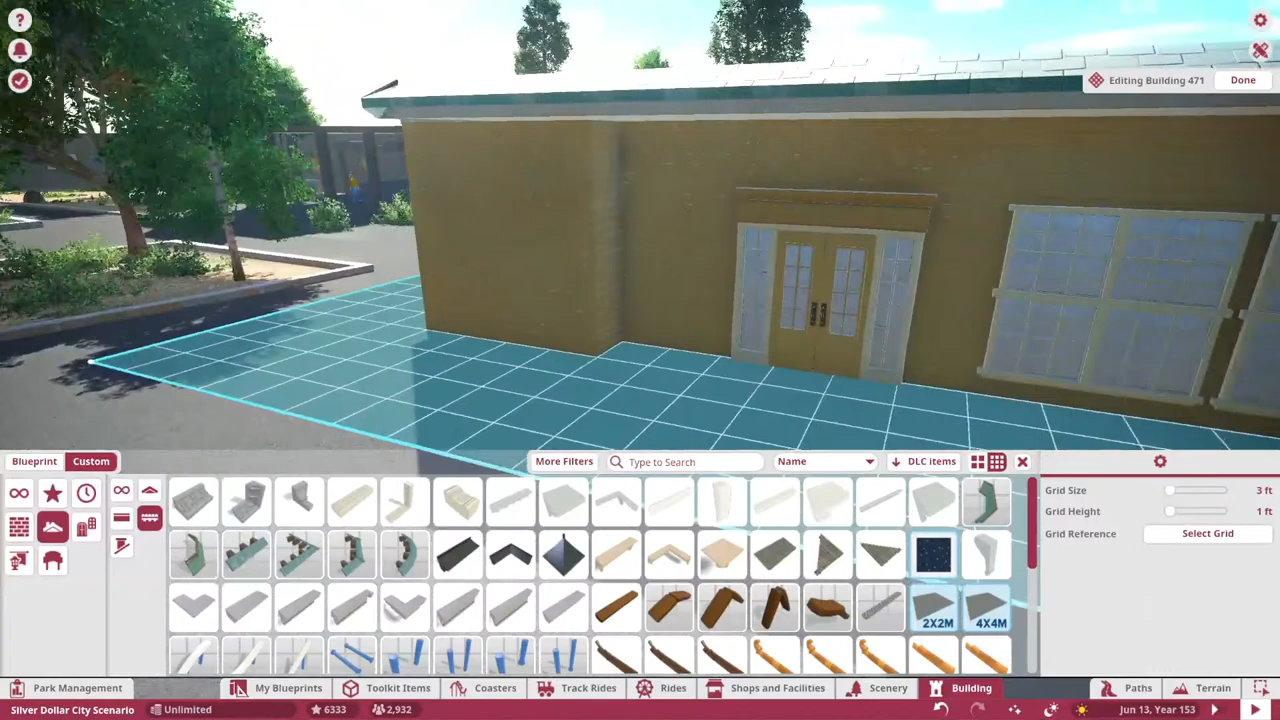 ?
Editing Building 471 Done
Blueprint Custom More Filters Type to Search Name DLC items
Grid Size 3 ft
Grid Height 1 ft
Grid Reference Select Grid
2X2M 4X4M
Park Management My Blueprints Toolkit Items Coasters Track Rides Rides Shops and Facilities Scenery Building Paths Terrain
Silver Dollar City Scenario Unlimited 6333 2,932 Jun 13, Year 153